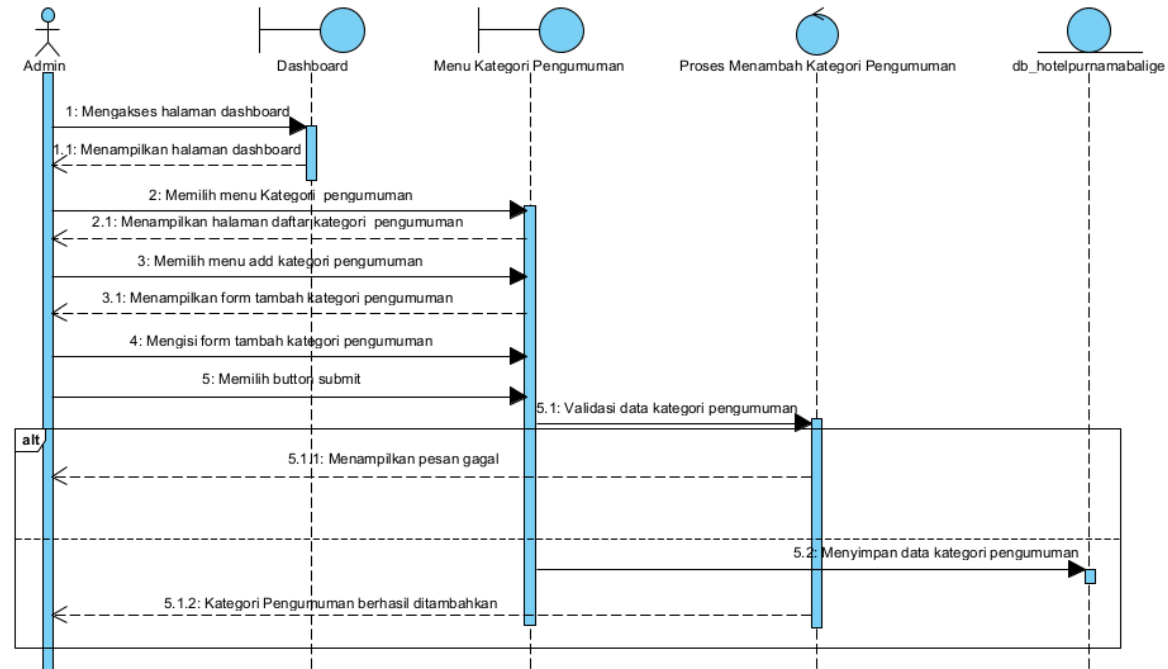 Admin
Dashboard
Menu Kategori Pengumuman
Proses Menambah Kategori Pengumuman
db_hotelpurnamabalige
1: Mengakses halaman dashboard
1.1: Menampilkan halaman dashboard
2: Memilih menu Kategori pengumuman
2.1: Menampilkan halaman daftar kategori pengumuman
3: Memilih menu add kategori pengumuman
3.1: Menampilkan form tambah kategori pengumuman
4: Mengisi form tambah kategori pengumuman
5: Memilih button submit
5.1: Validasi data kategori pengumuman
alt
5.1.1: Menampilkan pesan gagal
5.2: Menyimpan data kategori pengumuman
5.1.2: Kategori Pengumuman berhasil ditambahkan